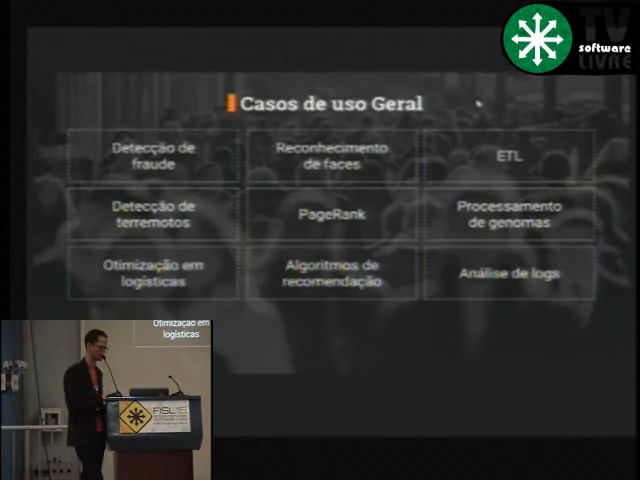 TV
software
LIVRE
Casos de uso Geral
Detecção de
fraude
Reconhecimento
de faces
ETL
Detecção de
terremotos
PageRank
Processamento
de genomas
Otimização em
logísticas
Algoritmos de
recomendação
Análise de logs
Otimização em
logísticas
FISL15